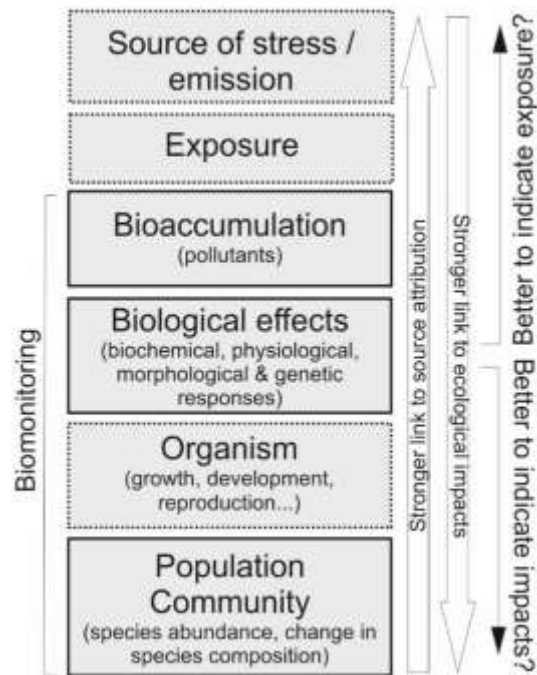 Source of stress /
emission
Exposure
Bioaccumulation
(pollutants)
Biological effects
(biochemical, physiological,
morphological & genetic
responses)
Organism
(growth, development,
reproduction...)
Population
Community
(species abundance, change in
species composition)
Biomonitoring
Stronger link to source attribution
Stronger link to ecological impacts
Better to indicate exposure?
Better to indicate impacts?